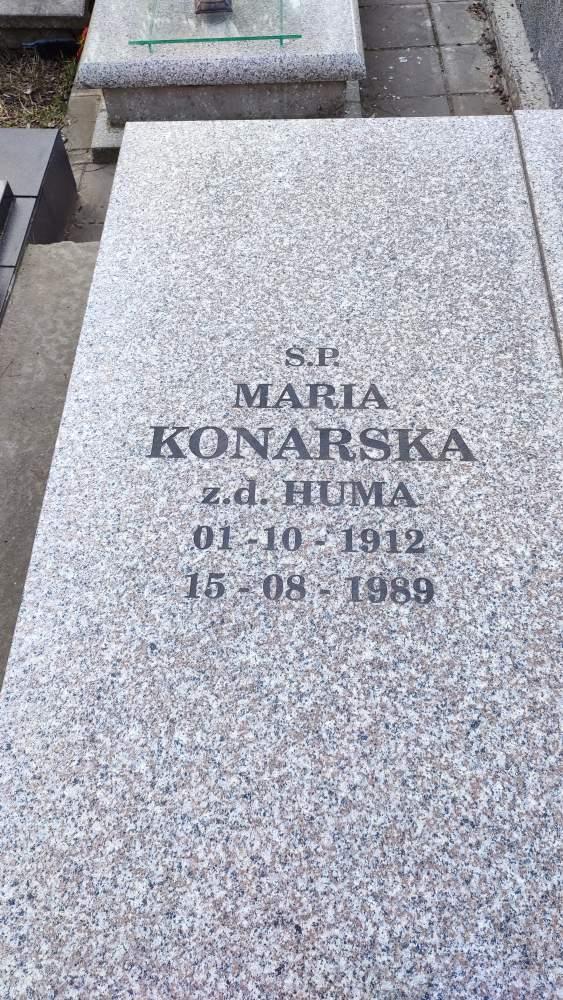 S.P.
MARIA
KONARSKA
z.d. HUMA
01 - 10 - 1912
15 - 08 - 1989